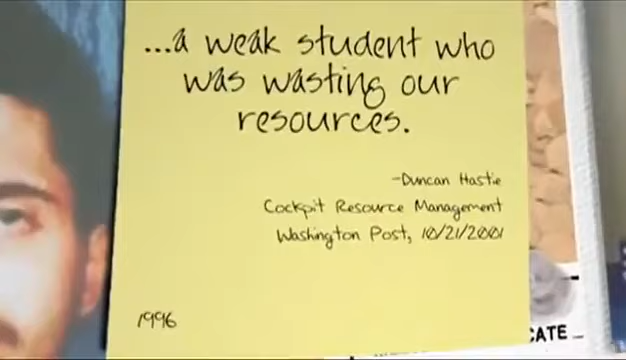 ...a weak student who
was wasting our
resources.
-Duncan Hastie
Cockpit Resource Management
Washington Post, 10/21/2001
1996
CATE